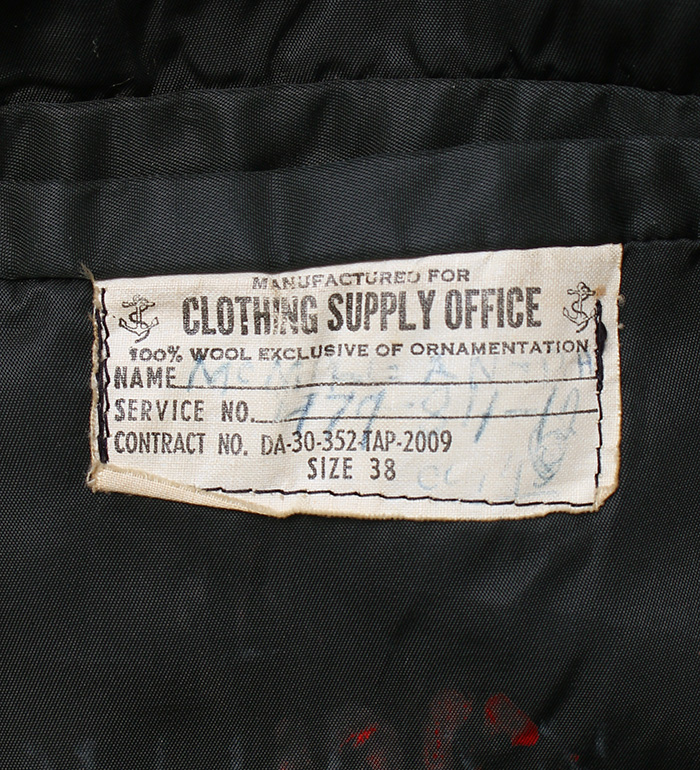 MANUFACTURED FOR
CLOTHING SUPPLY OFFICE
100% WOOL EXCLUSIVE OF ORNAMENTATION
NAME
SERVICE NO.
CONTRACT NO. DA-30-352-TAP-2009
SIZE 38